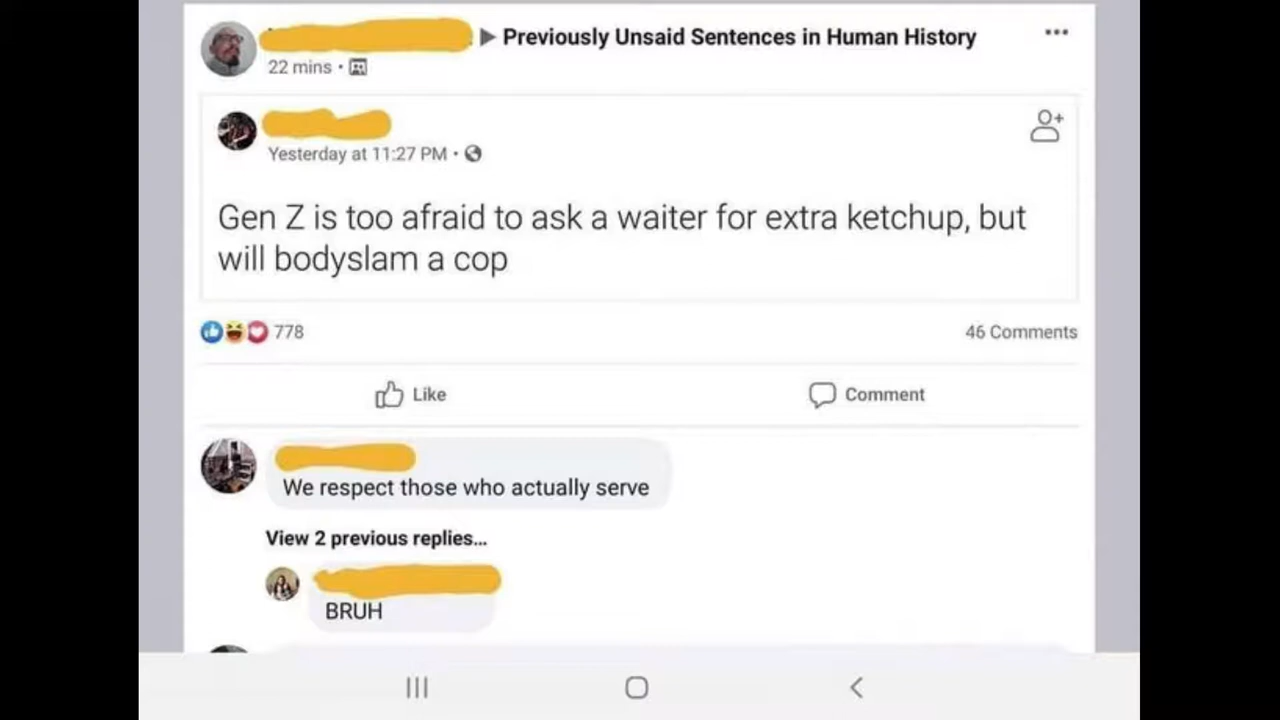 Previously Unsaid Sentences in Human History
22 mins
Yesterday at 11:27 PM
Gen Z is too afraid to ask a waiter for extra ketchup, but
will bodyslam a cop
778
46 Comments
Like
Comment
We respect those who actually serve
View 2 previous replies...
BRUH